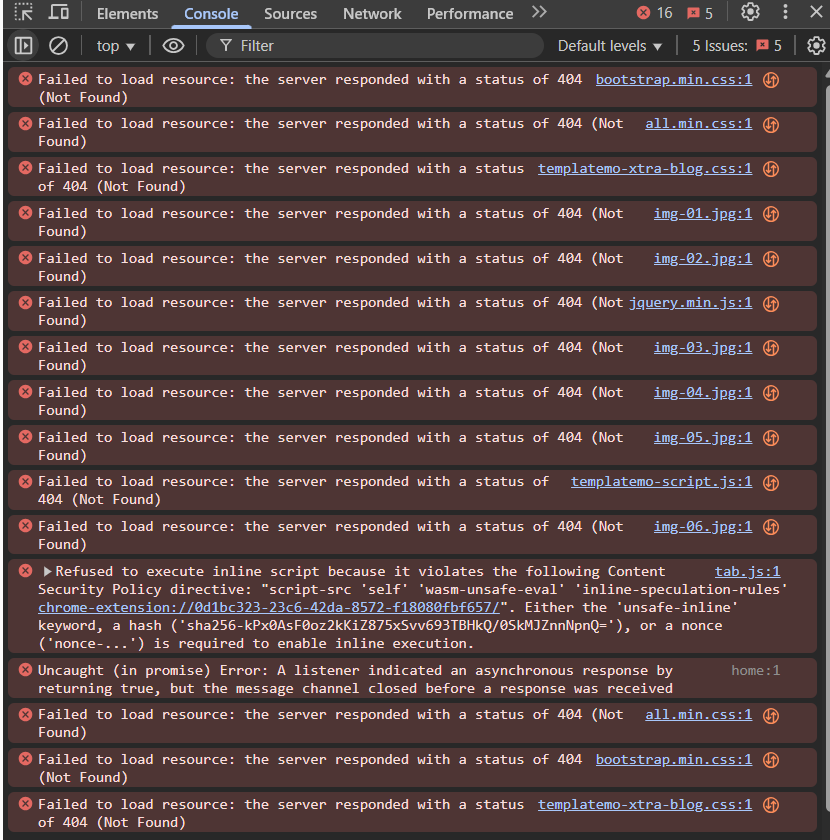 Elements Console Sources Network Performance 16 5
top Filter Default levels 5 Issues: 5
Failed to load resource: the server responded with a status of 404 bootstrap.min.css:1
(Not Found)
Failed to load resource: the server responded with a status of 404 (Not all.min.css:1
Found)
Failed to load resource: the server responded with a status templatemo-xtra-blog.css:1
of 404 (Not Found)
Failed to load resource: the server responded with a status of 404 (Not img-01.jpg:1
Found)
Failed to load resource: the server responded with a status of 404 (Not img-02.jpg:1
Found)
Failed to load resource: the server responded with a status of 404 (Not jquery.min.js:1
Found)
Failed to load resource: the server responded with a status of 404 (Not img-03.jpg:1
Found)
Failed to load resource: the server responded with a status of 404 (Not img-04.jpg:1
Found)
Failed to load resource: the server responded with a status of 404 (Not img-05.jpg:1
Found)
Failed to load resource: the server responded with a status of templatemo-script.js:1
404 (Not Found)
Failed to load resource: the server responded with a status of 404 (Not img-06.jpg:1
Found)
Refused to execute inline script because it violates the following Content tab.js:1
Security Policy directive: "script-src 'self' 'wasm-unsafe-eval' 'inline-speculation-rules'
chrome-extension://0d1bc323-23c6-42da-8572-f18080fbf657/". Either the 'unsafe-inline'
keyword, a hash ('sha256-kPx0AsF0oz2kKiZ875xSvv693TBHkQ/0SkMJZnnNpnQ='), or a nonce
('nonce-...') is required to enable inline execution.
Uncaught (in promise) Error: A listener indicated an asynchronous response by home:1
returning true, but the message channel closed before a response was received
Failed to load resource: the server responded with a status of 404 (Not all.min.css:1
Found)
Failed to load resource: the server responded with a status of 404 bootstrap.min.css:1
(Not Found)
Failed to load resource: the server responded with a status templatemo-xtra-blog.css:1
of 404 (Not Found)